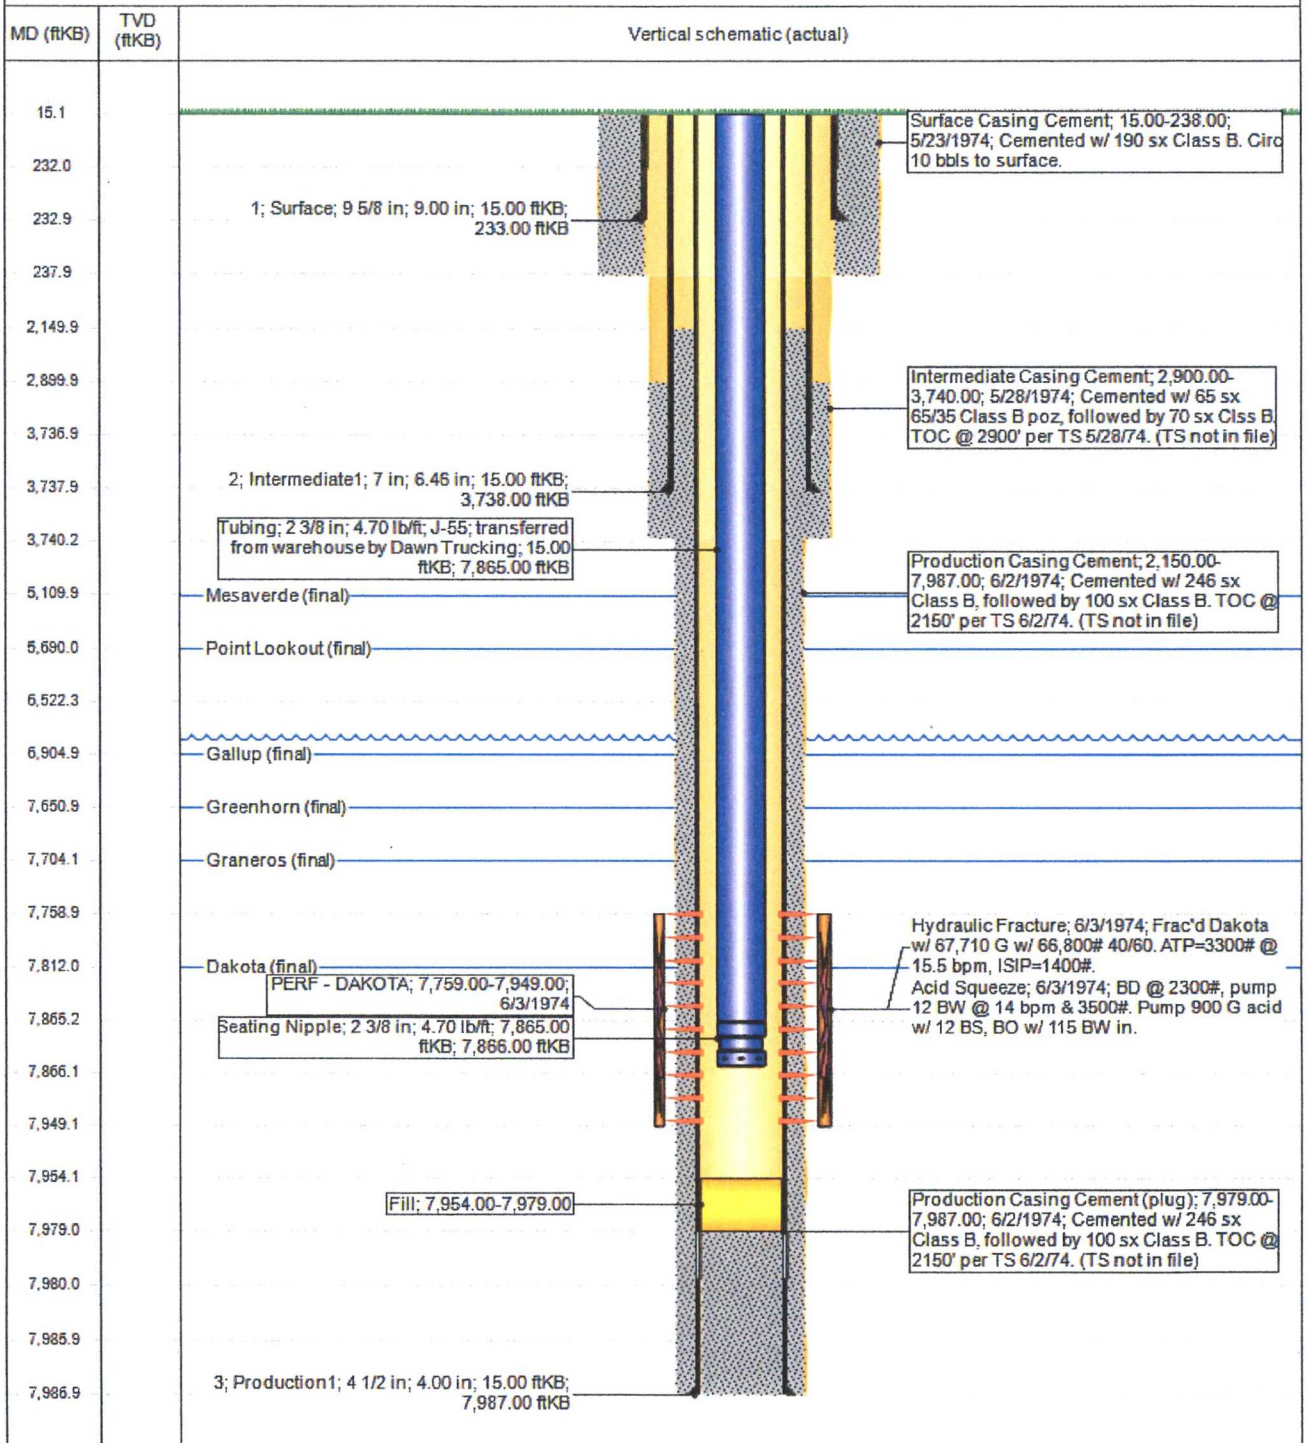 MD (ftKB)
TVD
(ftKB)
Vertical schematic (actual)
15.1
232.0
232.9
237.9
2,149.9
2,899.9
3,736.9
3,737.9
3,740.2
5,109.9
5,690.0
6,522.3
6,904.9
7,650.9
7,704.1
7,758.9
7,812.0
7,865.2
7,866.1
7,949.1
7,954.1
7,979.0
7,980.0
7,985.9
7,986.9
Surface Casing Cement; 15.00-238.00;
5/23/1974; Cemented w/ 190 sx Class B. Circ
10 bbls to surface.
1; Surface; 9 5/8 in; 9.00 in; 15.00 ftKB;
233.00 ftKB
Intermediate Casing Cement; 2,900.00-
3,740.00; 5/28/1974; Cemented w/ 65 sx
65/35 Class B poz, followed by 70 sx Clss B.
TOC @ 2900' per TS 5/28/74. (TS not in file)
2; Intermediate1; 7 in; 6.46 in; 15.00 ftKB;
3,738.00 ftKB
Tubing; 2 3/8 in; 4.70 lb/ft; J-55; transferred
from warehouse by Dawn Trucking; 15.00
ftKB; 7,865.00 ftKB
Production Casing Cement; 2,150.00-
7,987.00; 6/2/1974; Cemented w/ 246 sx
Class B, followed by 100 sx Class B. TOC @
2150' per TS 6/2/74. (TS not in file)
Mesaverde (final)
Point Lookout (final)
Gallup (final)
Greenhorn (final)
Graneros (final)
Dakota (final)
PERF - DAKOTA; 7,759.00-7,949.00;
6/3/1974
Seating Nipple; 2 3/8 in; 4.70 lb/ft; 7,865.00
ftKB; 7,866.00 ftKB
Hydraulic Fracture; 6/3/1974; Frac'd Dakota
w/ 67,710 G w/ 66,800# 40/60. ATP=3300# @
15.5 bpm, ISIP=1400#.
Acid Squeeze; 6/3/1974; BD @ 2300#, pump
12 BW @ 14 bpm & 3500#. Pump 900 G acid
w/ 12 BS, BO w/ 115 BW in.
Fill; 7,954.00-7,979.00
Production Casing Cement (plug); 7,979.00-
7,987.00; 6/2/1974; Cemented w/ 246 sx
Class B, followed by 100 sx Class B. TOC @
2150' per TS 6/2/74. (TS not in file)
3; Production1; 4 1/2 in; 4.00 in; 15.00 ftKB;
7,987.00 ftKB